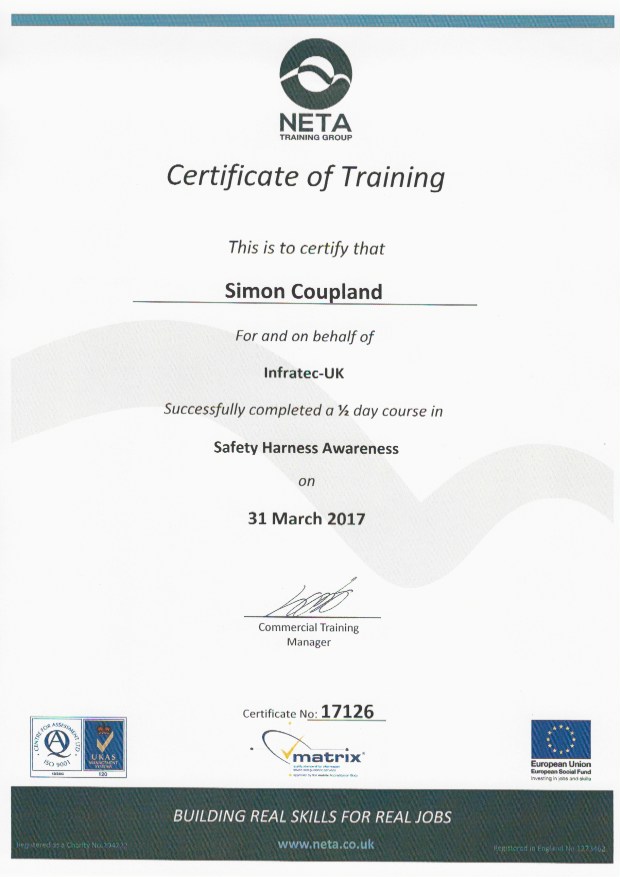 NETA
TRAINING GROUP
Certificate of Training
This is to certify that
Simon Coupland
For and on behalf of
Infratec-UK
Successfully completed a ½ day course in
Safety Harness Awareness
on
31 March 2017
Commercial Training
Manager
Certificate No: 17126
CENTRE FOR ASSESSMENT LTD
ISO 9001
UKAS
MANAGEMENT
SYSTEMS
120
matrix
European Union
European Social Fund
Investing in jobs and skills
BUILDING REAL SKILLS FOR REAL JOBS
Registered as a Charity No.
www.neta.co.uk
Registered in England No